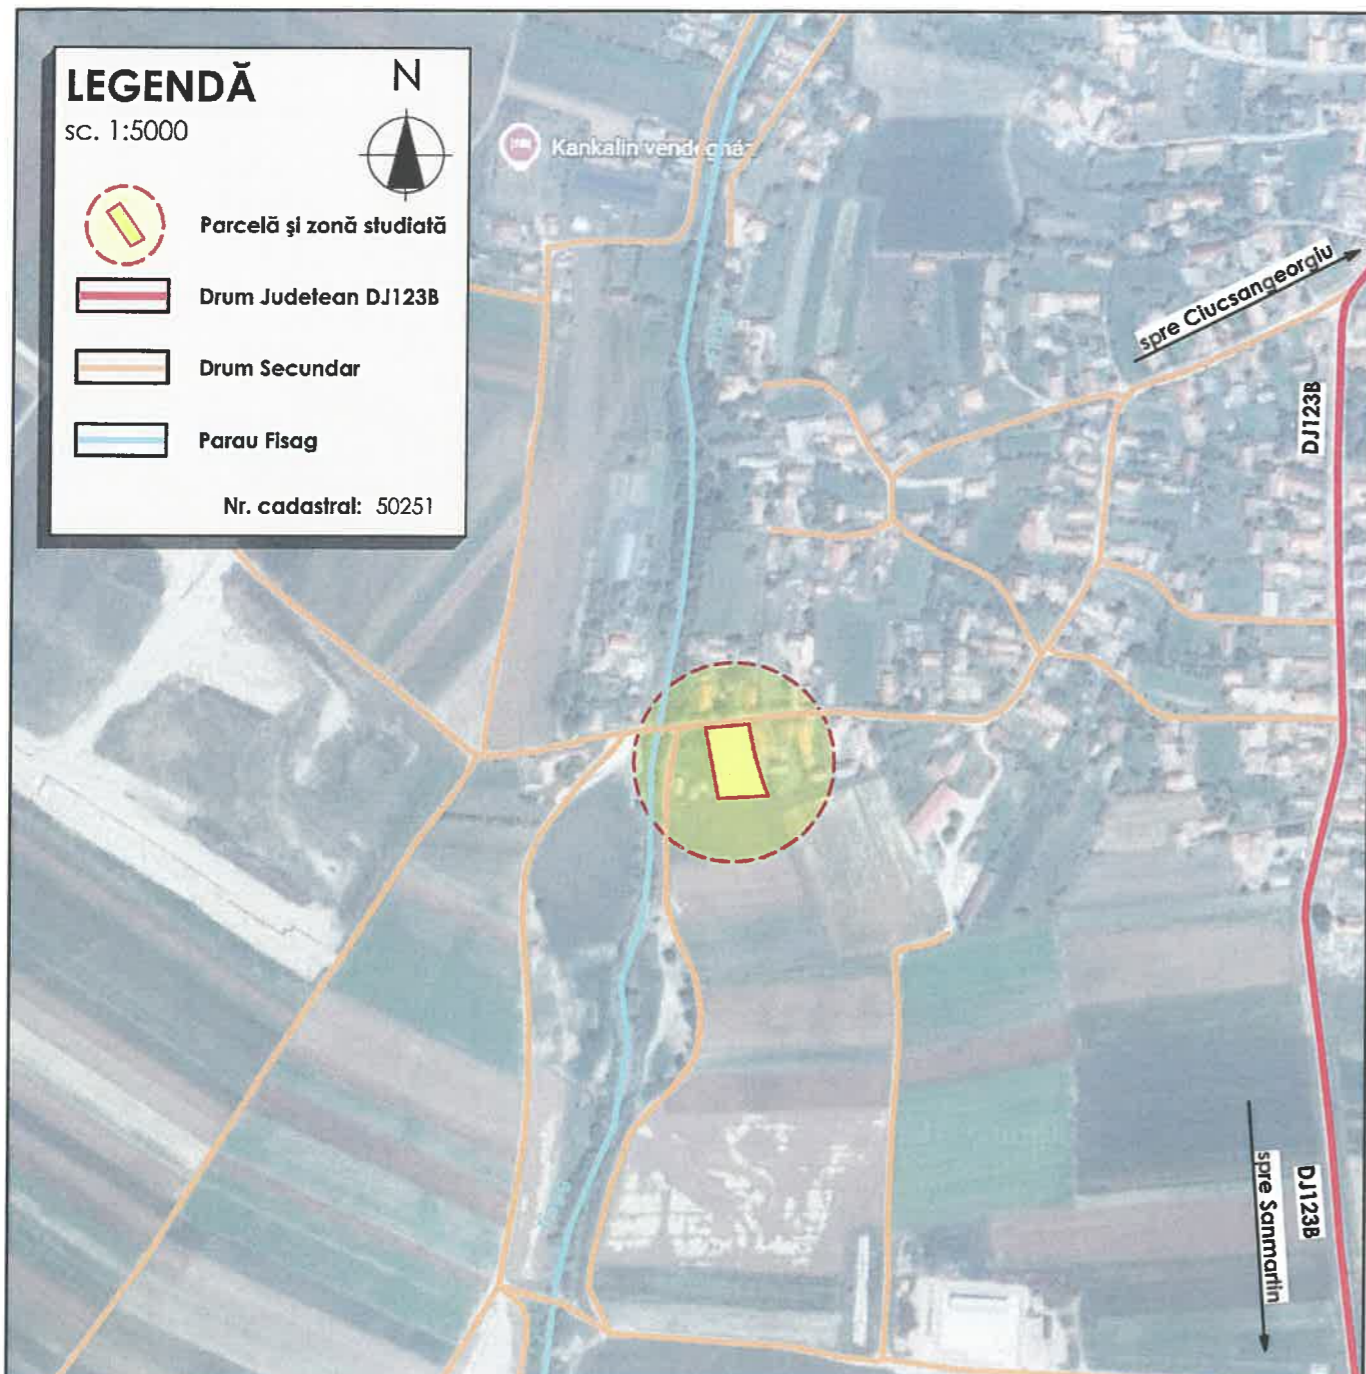 LEGENDĂ
sc. 1:5000
N
Parcelă şi zonă studiată
Drum Judetean DJ123B
Drum Secundar
Parau Fisag
Nr. cadastral: 50251
Kankalin vendégház
spre Ciucsangeorgiu
DJ123B
DJ123B
spre Sanmartin